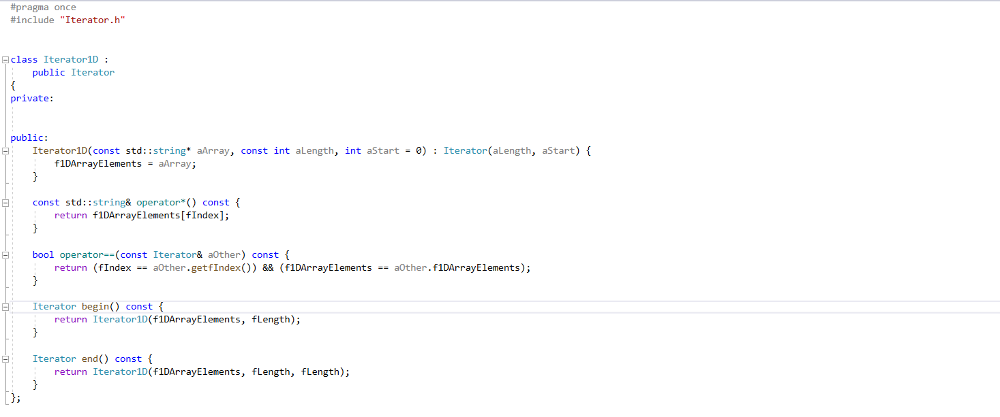 #pragma once
#include "Iterator.h"
class Iterator1D :
    public Iterator
{
private:
public:
    Iterator1D(const std::string* aArray, const int aLength, int aStart = 0) : Iterator(aLength, aStart) {
        f1DArrayElements = aArray;
    }
    const std::string& operator*() const {
        return f1DArrayElements[fIndex];
    }
    bool operator==(const Iterator& aOther) const {
        return (fIndex == aOther.getfIndex()) && (f1DArrayElements == aOther.f1DArrayElements);
    }
    Iterator begin() const {
        return Iterator1D(f1DArrayElements, fLength);
    }
    Iterator end() const {
        return Iterator1D(f1DArrayElements, fLength, fLength);
    }
};